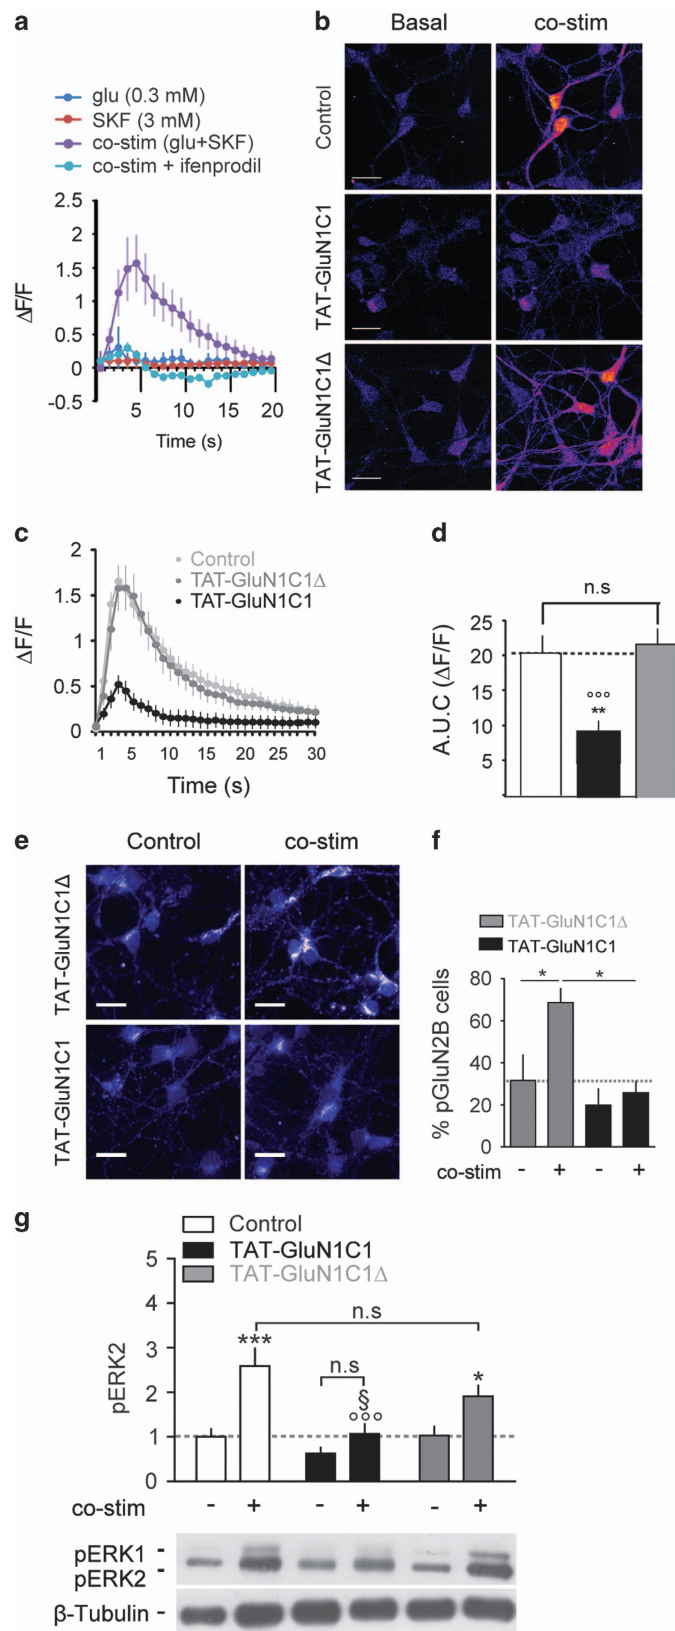 a
glu (0.3 mM)
SKF (3 mM)
co-stim (glu+SKF)
co-stim + ifenprodil
2.5
2
1.5
1
0.5
0
-0.5
ΔF/F
5 10 15 20
Time (s)
b
Basal co-stim
Control
TAT-GluN1C1
TAT-GluN1C1Δ
c
Control
TAT-GluN1C1Δ
TAT-GluN1C1
2
1.5
1
0.5
0
ΔF/F
1 5 10 15 20 25 30
Time (s)
d
n.s
25
20
15
10
5
A.U.C (ΔF/F)
°°°
**
e
Control co-stim
TAT-GluN1C1Δ
TAT-GluN1C1
f
TAT-GluN1C1Δ
TAT-GluN1C1
* *
80
60
40
20
0
% pGluN2B cells
co-stim - + - +
g
Control
TAT-GluN1C1
TAT-GluN1C1Δ
5
4
3
2
1
0
pERK2
n.s
***
n.s
§
°°°
*
co-stim - + - + - +
pERK1 -
pERK2 -
β-Tubulin -